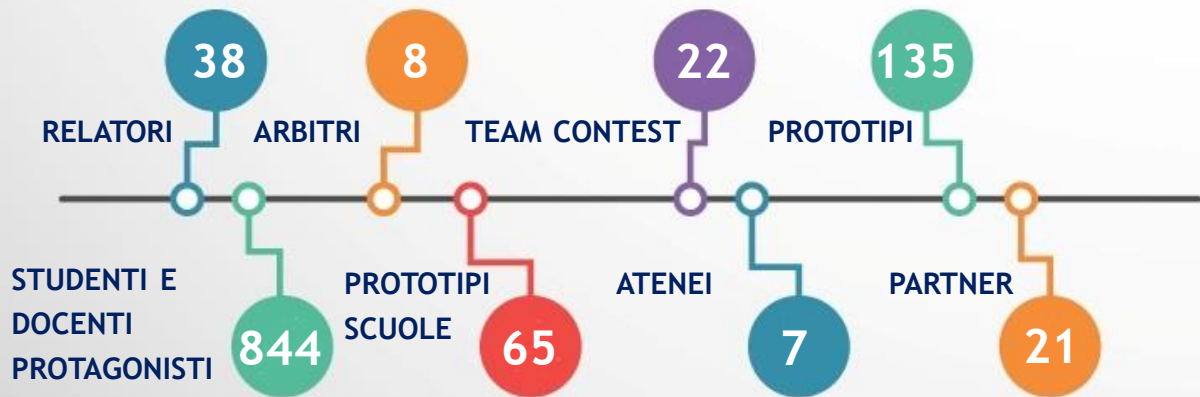 38
8
22
135
RELATORI
ARBITRI
TEAM CONTEST
PROTOTIPI
STUDENTI E
DOCENTI
PROTAGONISTI
844
PROTOTIPI
SCUOLE
65
ATENEI
7
PARTNER
21